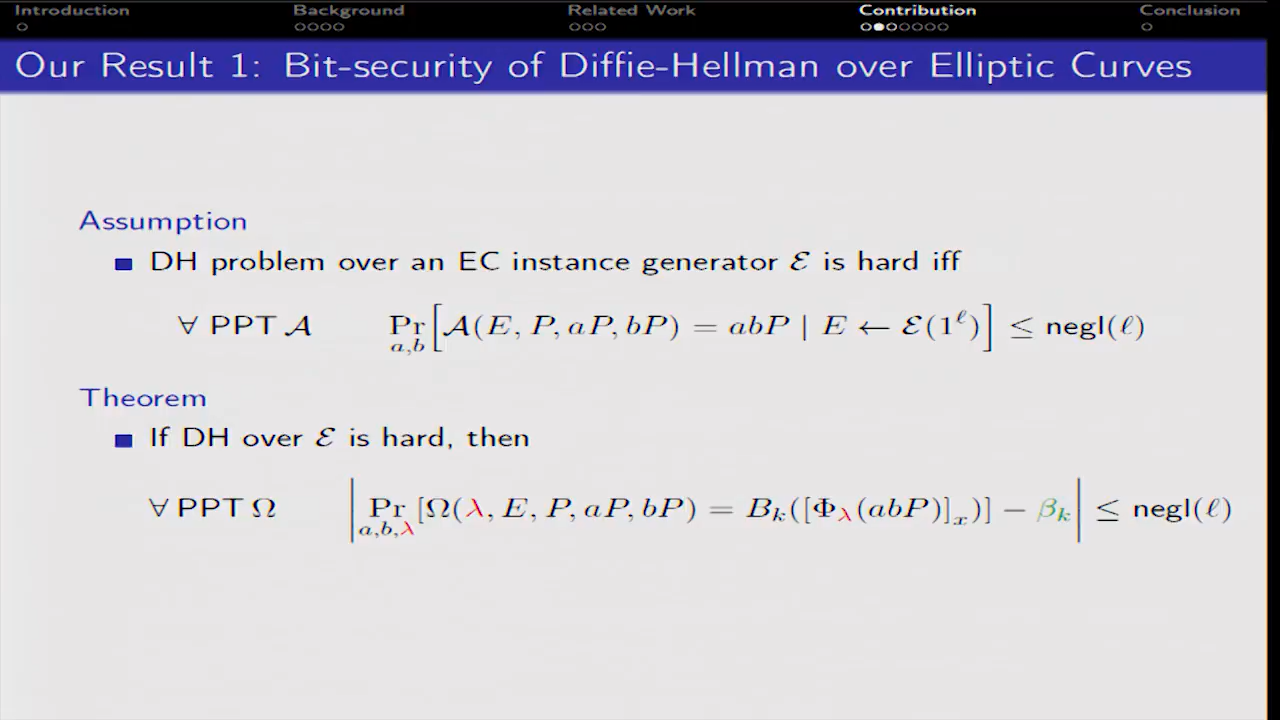 Introduction Background Related Work Contribution Conclusion
Our Result 1: Bit-security of Diffie-Hellman over Elliptic Curves
Assumption
DH problem over an EC instance generator ℰ is hard iff
∀ PPT 𝒜 Pr_{a,b}[𝒜(E, P, aP, bP) = abP | E ← ℰ(1^ℓ)] ≤ negl(ℓ)
Theorem
If DH over ℰ is hard, then
∀ PPT Ω |Pr_{a,b,λ}[Ω(λ, E, P, aP, bP) = B_k([Φ_λ(abP)]_x)] − β_k| ≤ negl(ℓ)